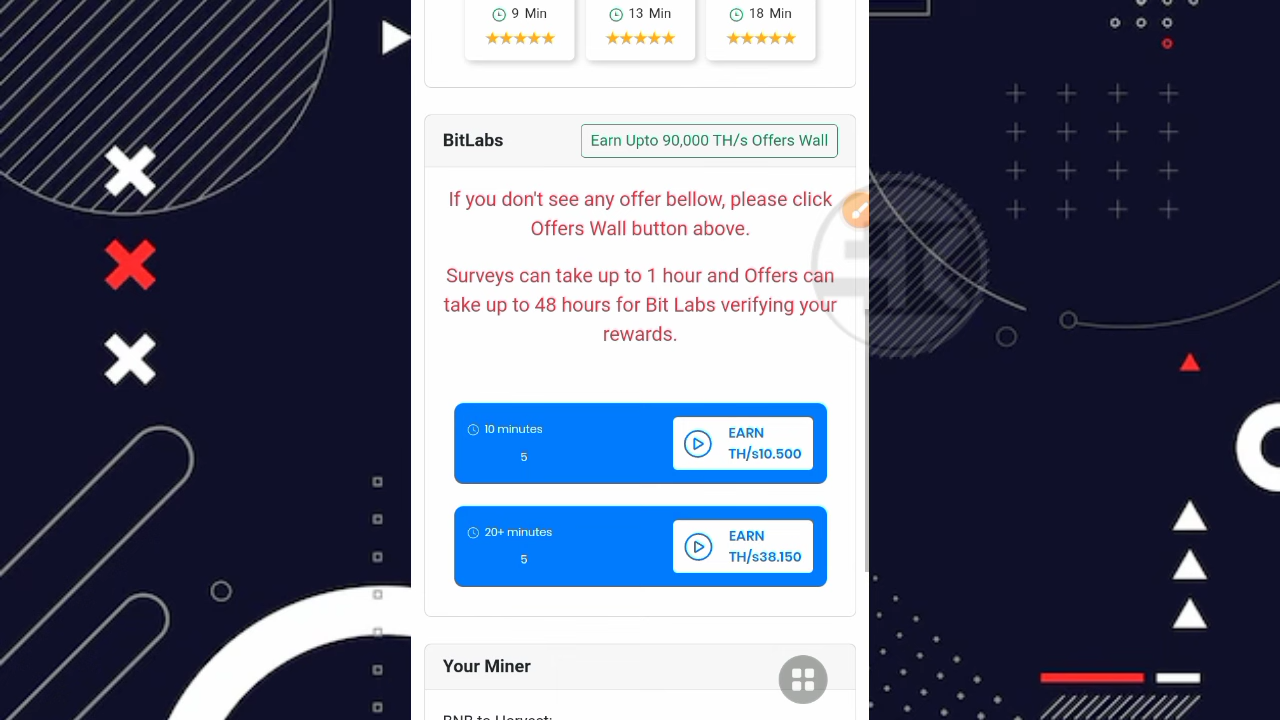 9 Min
13 Min
18 Min
BitLabs
Earn Upto 90,000 TH/s Offers Wall
If you don't see any offer bellow, please click
Offers Wall button above.
Surveys can take up to 1 hour and Offers can
take up to 48 hours for Bit Labs verifying your
rewards.
10 minutes
5
EARN
TH/s10.500
20+ minutes
5
EARN
TH/s38.150
Your Miner
BNB to Harvest: